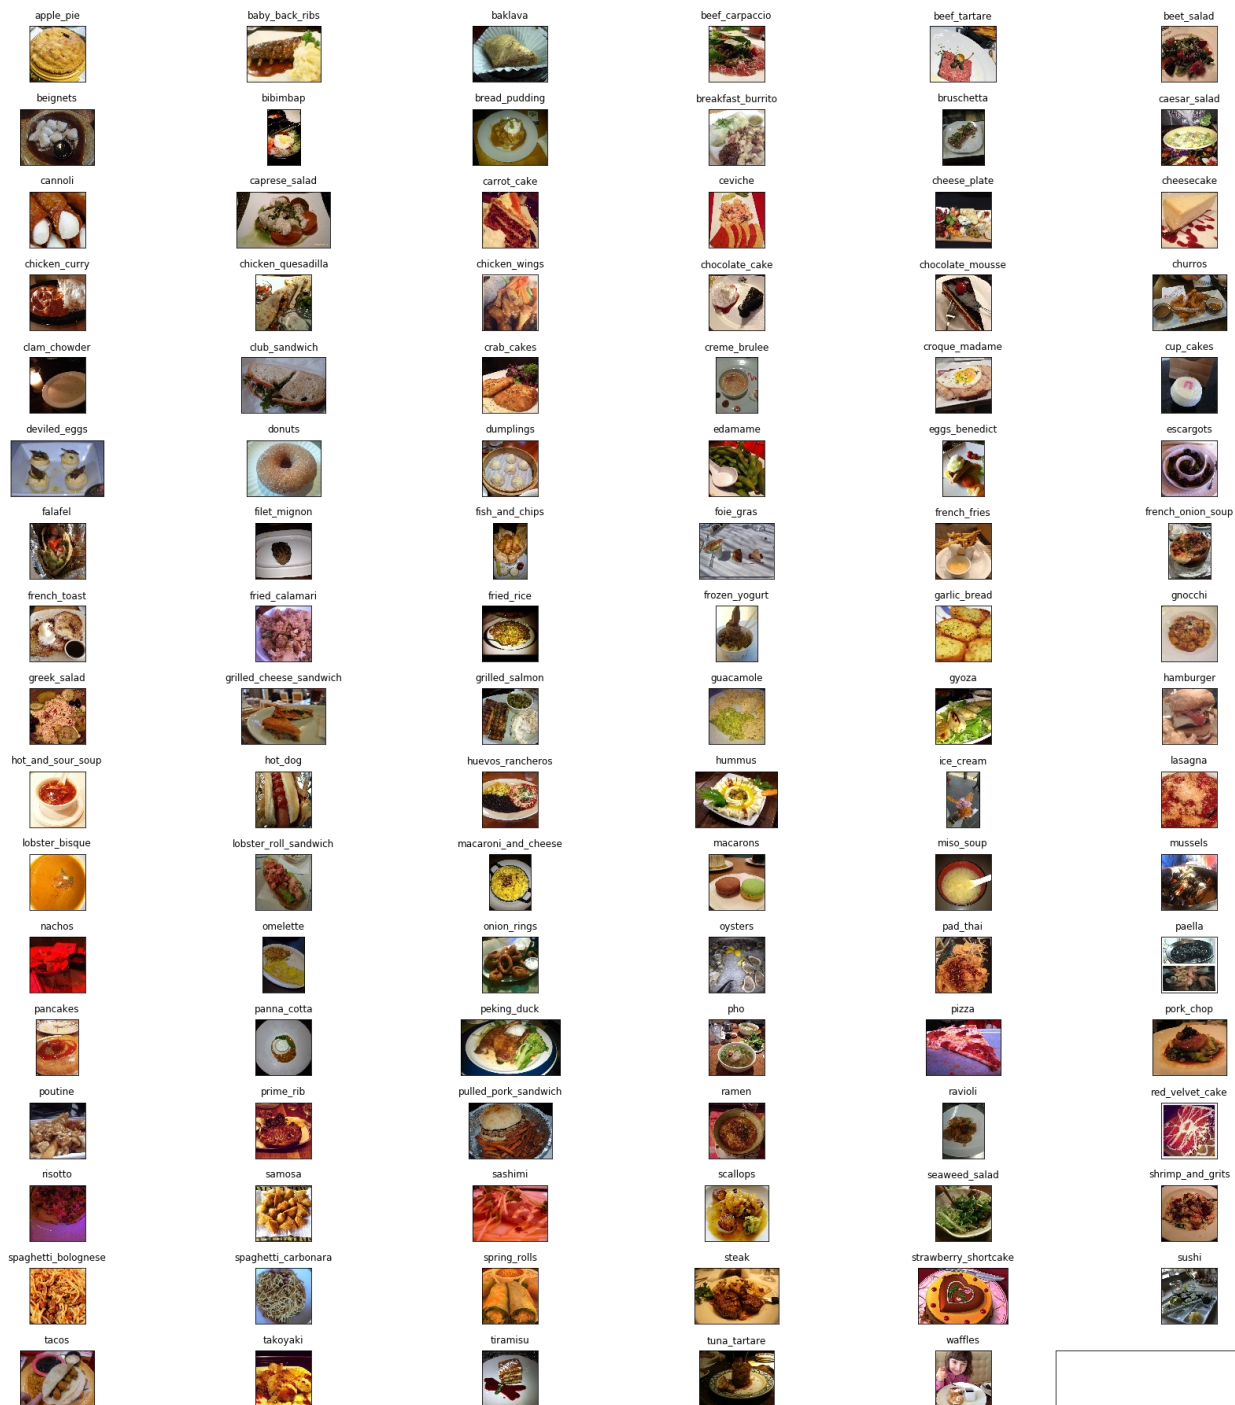 apple_pie baby_back_ribs baklava beef_carpaccio beef_tartare beet_salad
beignets bibimbap bread_pudding breakfast_burrito bruschetta caesar_salad
cannoli caprese_salad carrot_cake ceviche cheese_plate cheesecake
chicken_curry chicken_quesadilla chicken_wings chocolate_cake chocolate_mousse churros
clam_chowder club_sandwich crab_cakes creme_brulee croque_madame cup_cakes
deviled_eggs donuts dumplings edamame eggs_benedict escargots
falafel filet_mignon fish_and_chips foie_gras french_fries french_onion_soup
french_toast fried_calamari fried_rice frozen_yogurt garlic_bread gnocchi
greek_salad grilled_cheese_sandwich grilled_salmon guacamole gyoza hamburger
hot_and_sour_soup hot_dog huevos_rancheros hummus ice_cream lasagna
lobster_bisque lobster_roll_sandwich macaroni_and_cheese macarons miso_soup mussels
nachos omelette onion_rings oysters pad_thai paella
pancakes panna_cotta peking_duck pho pizza pork_chop
poutine prime_rib pulled_pork_sandwich ramen ravioli red_velvet_cake
risotto samosa sashimi scallops seaweed_salad shrimp_and_grits
spaghetti_bolognese spaghetti_carbonara spring_rolls steak strawberry_shortcake sushi
tacos takoyaki tiramisu tuna_tartare waffles